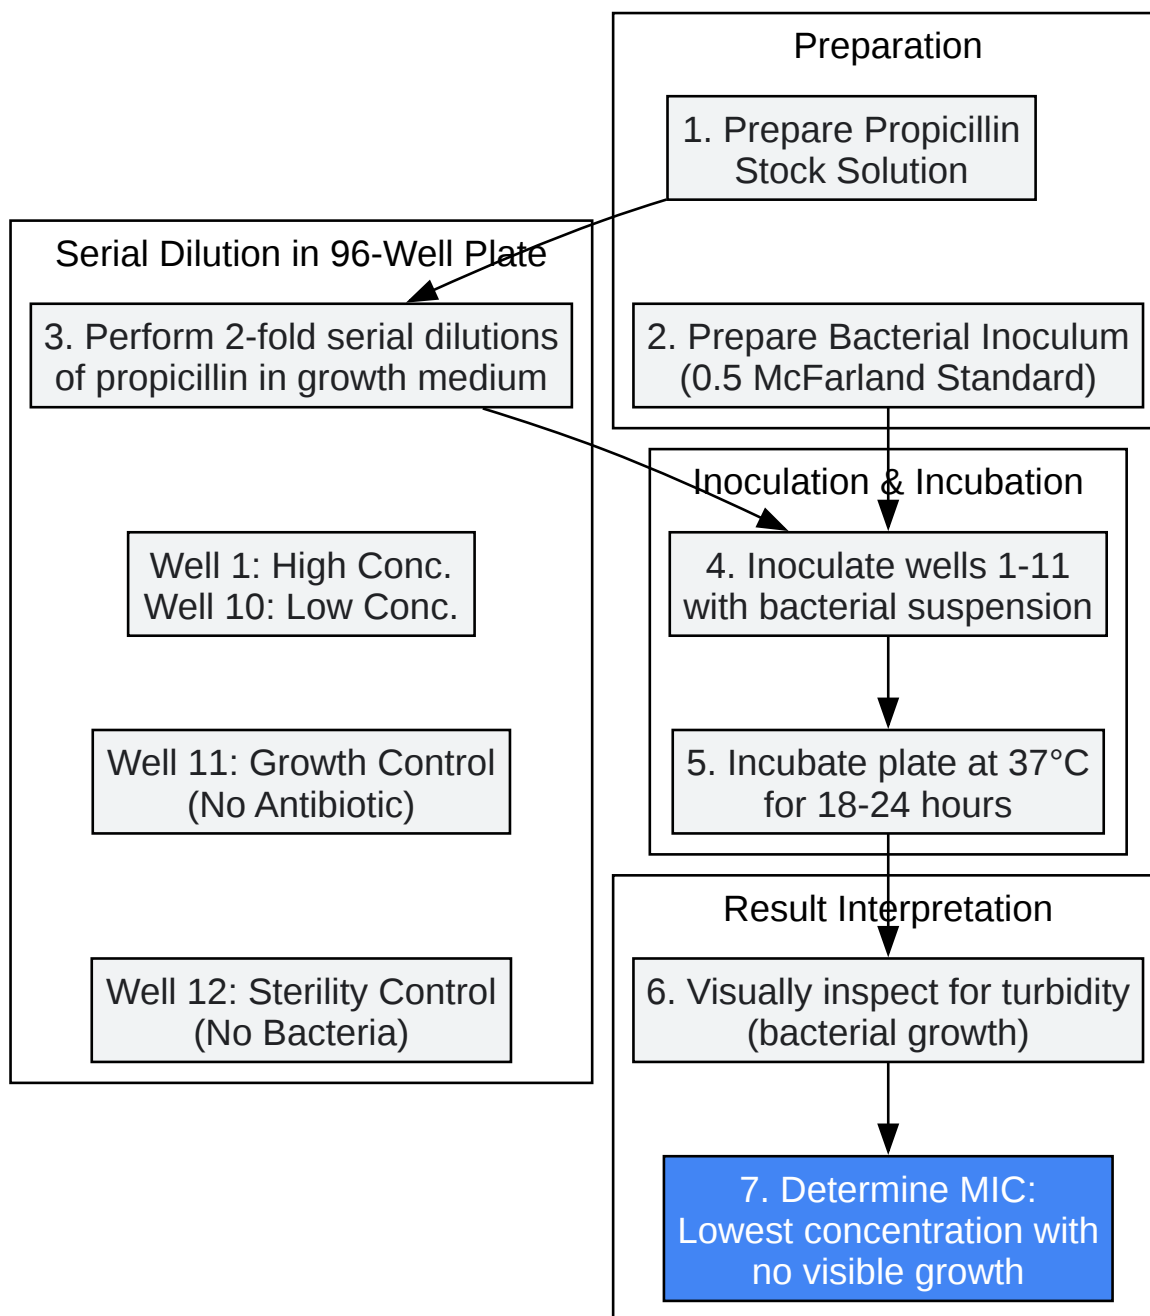 Preparation
1. Prepare Propicillin
Stock Solution
2. Prepare Bacterial Inoculum
(0.5 McFarland Standard)
Serial Dilution in 96-Well Plate
3. Perform 2-fold serial dilutions
of propicillin in growth medium
Well 1: High Conc.
Well 10: Low Conc.
Well 11: Growth Control
(No Antibiotic)
Well 12: Sterility Control
(No Bacteria)
Inoculation & Incubation
4. Inoculate wells 1-11
with bacterial suspension
5. Incubate plate at 37°C
for 18-24 hours
Result Interpretation
6. Visually inspect for turbidity
(bacterial growth)
7. Determine MIC:
Lowest concentration with
no visible growth